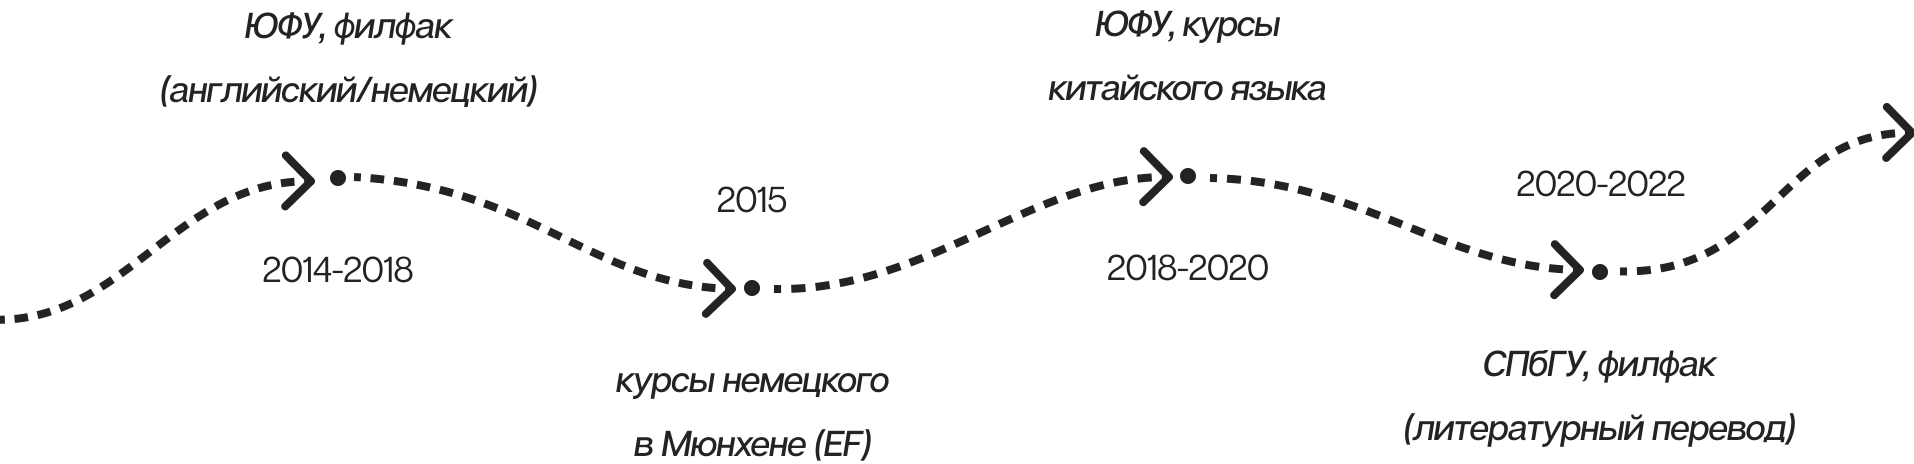 ЮФУ, филфак
(английский/немецкий)
2014-2018
2015
курсы немецкого
в Мюнхене (EF)
ЮФУ, курсы
китайского языка
2018-2020
2020-2022
СПбГУ, филфак
(литературный перевод)